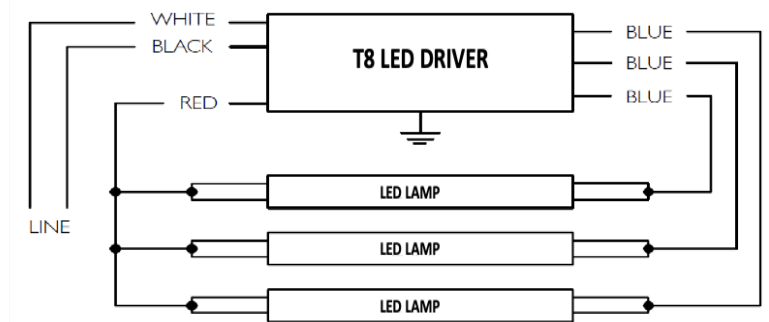 WHITE
BLACK
T8 LED DRIVER
BLUE
BLUE
BLUE
RED
LED LAMP
LINE
LED LAMP
LED LAMP